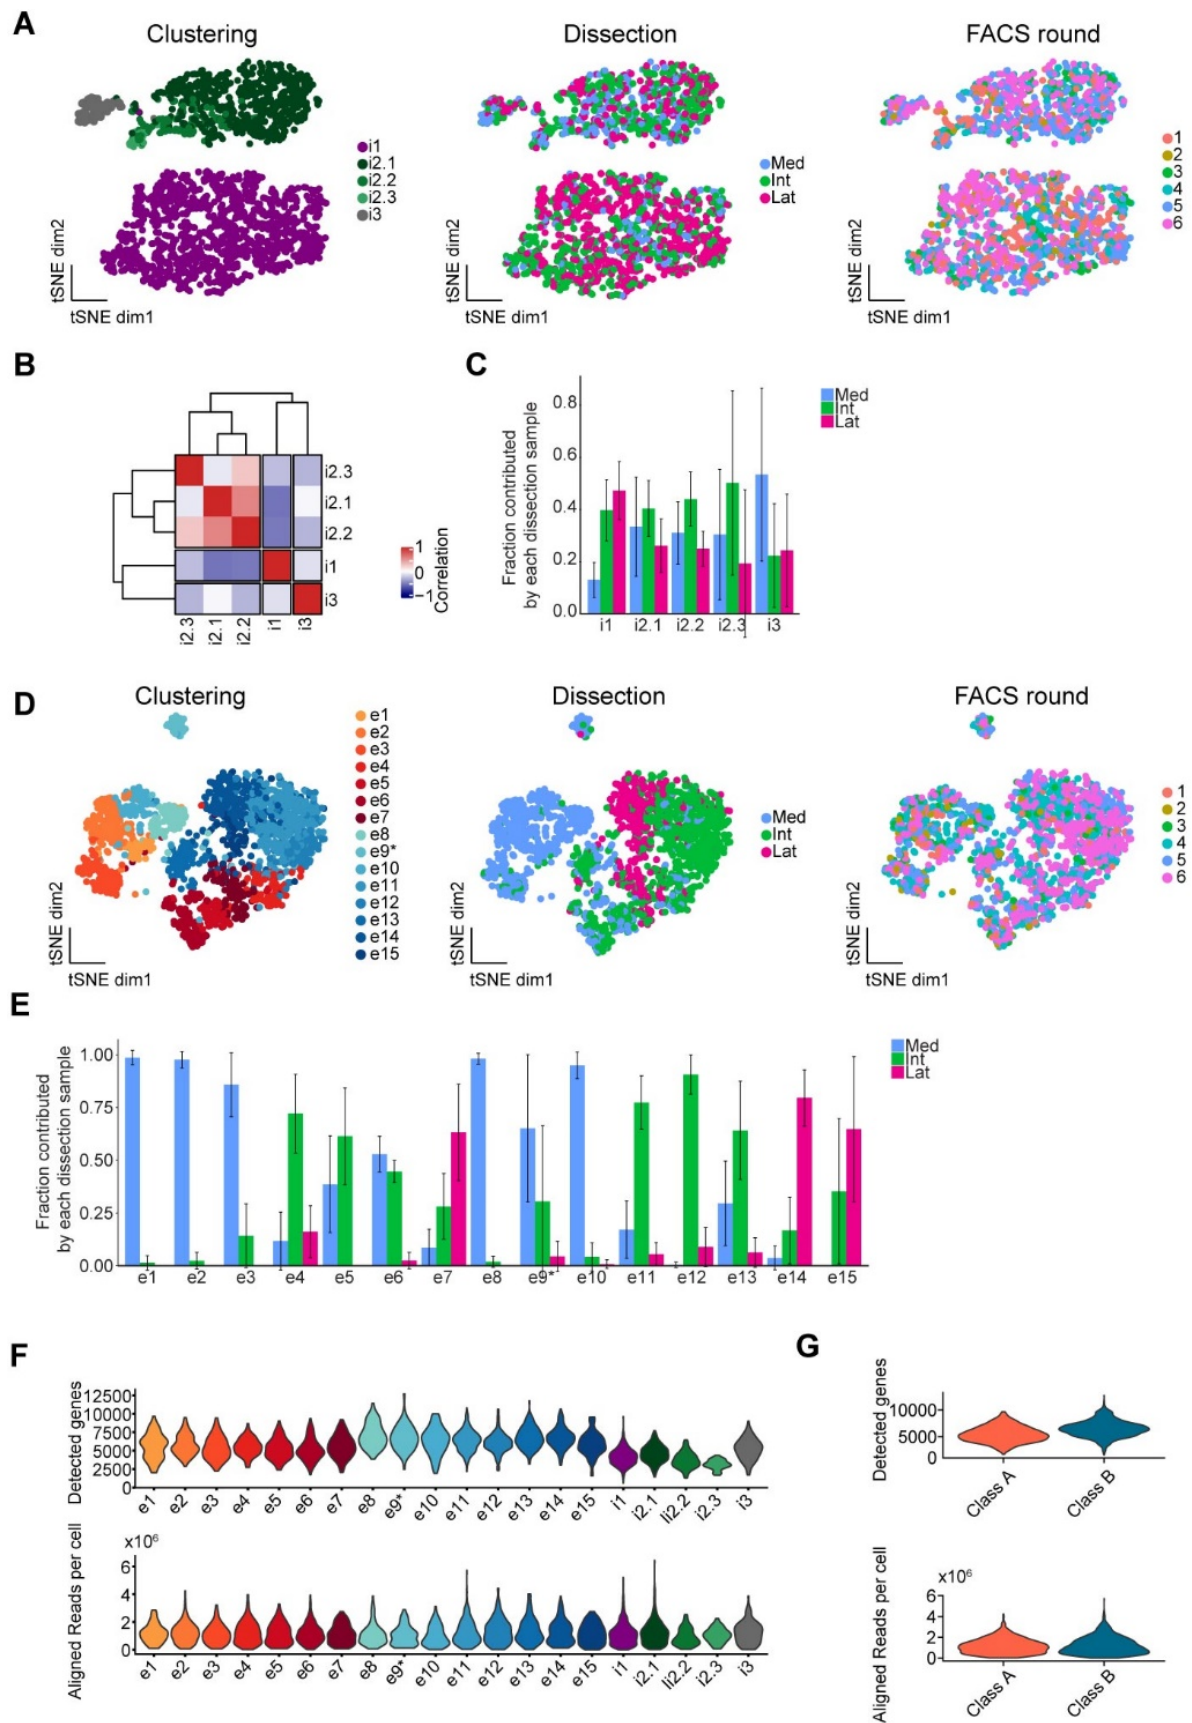 A
Clustering
Dissection
FACS round
i1
i2.1
i2.2
i2.3
i3
Med
Int
Lat
1
2
3
4
5
6
tSNE dim2
tSNE dim1
tSNE dim2
tSNE dim1
tSNE dim2
tSNE dim1
B
i2.3
i2.1
i2.2
i1
i3
i2.3
i2.1
i2.2
i1
i3
1
0
−1
Correlation
C
Fraction contributed
by each dissection sample
0.8
0.6
0.4
0.2
0.0
i1
i2.1
i2.2
i2.3
i3
Med
Int
Lat
D
Clustering
Dissection
FACS round
e1
e2
e3
e4
e5
e6
e7
e8
e9*
e10
e11
e12
e13
e14
e15
Med
Int
Lat
1
2
3
4
5
6
tSNE dim2
tSNE dim1
tSNE dim2
tSNE dim1
tSNE dim2
tSNE dim1
E
Fraction contributed
by each dissection sample
1.00
0.75
0.50
0.25
0.00
e1
e2
e3
e4
e5
e6
e7
e8
e9*
e10
e11
e12
e13
e14
e15
Med
Int
Lat
F
Detected genes
12500
10000
7500
5000
2500
0
e1
e2
e3
e4
e5
e6
e7
e8
e9*
e10
e11
e12
e13
e14
e15
i1
i2.1
Ii2.2
i2.3
i3
Aligned Reads per cell
x10⁶
6
4
2
0
e1
e2
e3
e4
e5
e6
e7
e8
e9*
e10
e11
e12
e13
e14
e15
i1
i2.1
Ii2.2
i2.3
i3
G
Detected genes
10000
5000
0
Class A
Class B
Aligned Reads per cell
x10⁶
6
4
2
0
Class A
Class B